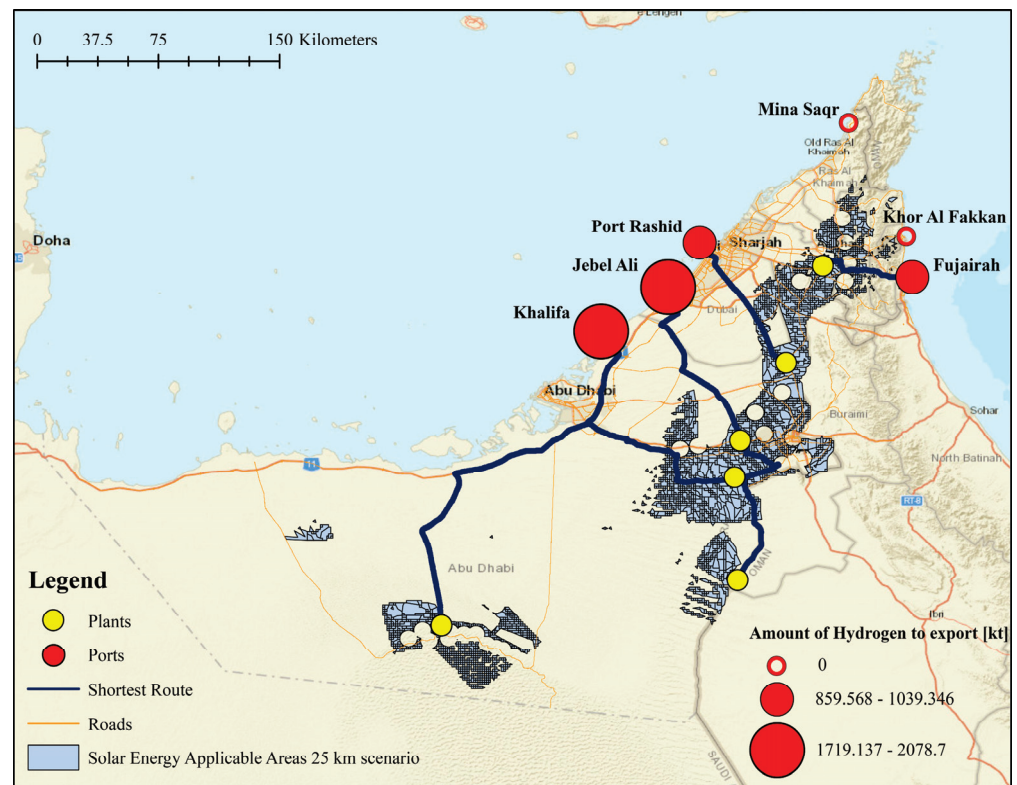 0 37.5 75 150 Kilometers
Mina Saqr
Old Ras Al
Khaimah
OMAN
Ras Al
Khaimah
Khor Al Fakkan
Port Rashid
Sharjah
Doha
Jebel Ali
Fujairah
Dubai
Khalifa
Abu Dhabi
Buraimi
Sohar
North Batinah
11
RT-8
Abu Dhabi
OMAN
Ibri
SAUDI
Legend
Plants
Ports
Shortest Route
Roads
Solar Energy Applicable Areas 25 km scenario
Amount of Hydrogen to export [kt]
0
859.568 - 1039.346
1719.137 - 2078.7